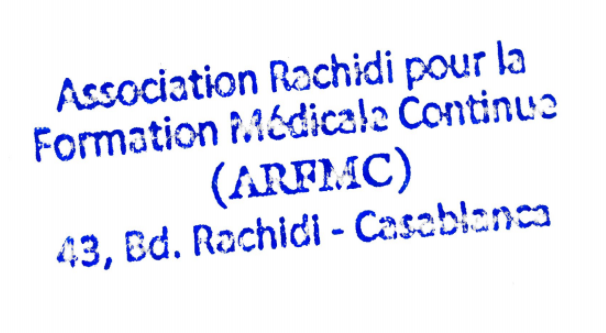 Association Rachidi pour la
Formation Médicale Continue
(ARFMC)
43, Bd. Rachidi - Casablanca